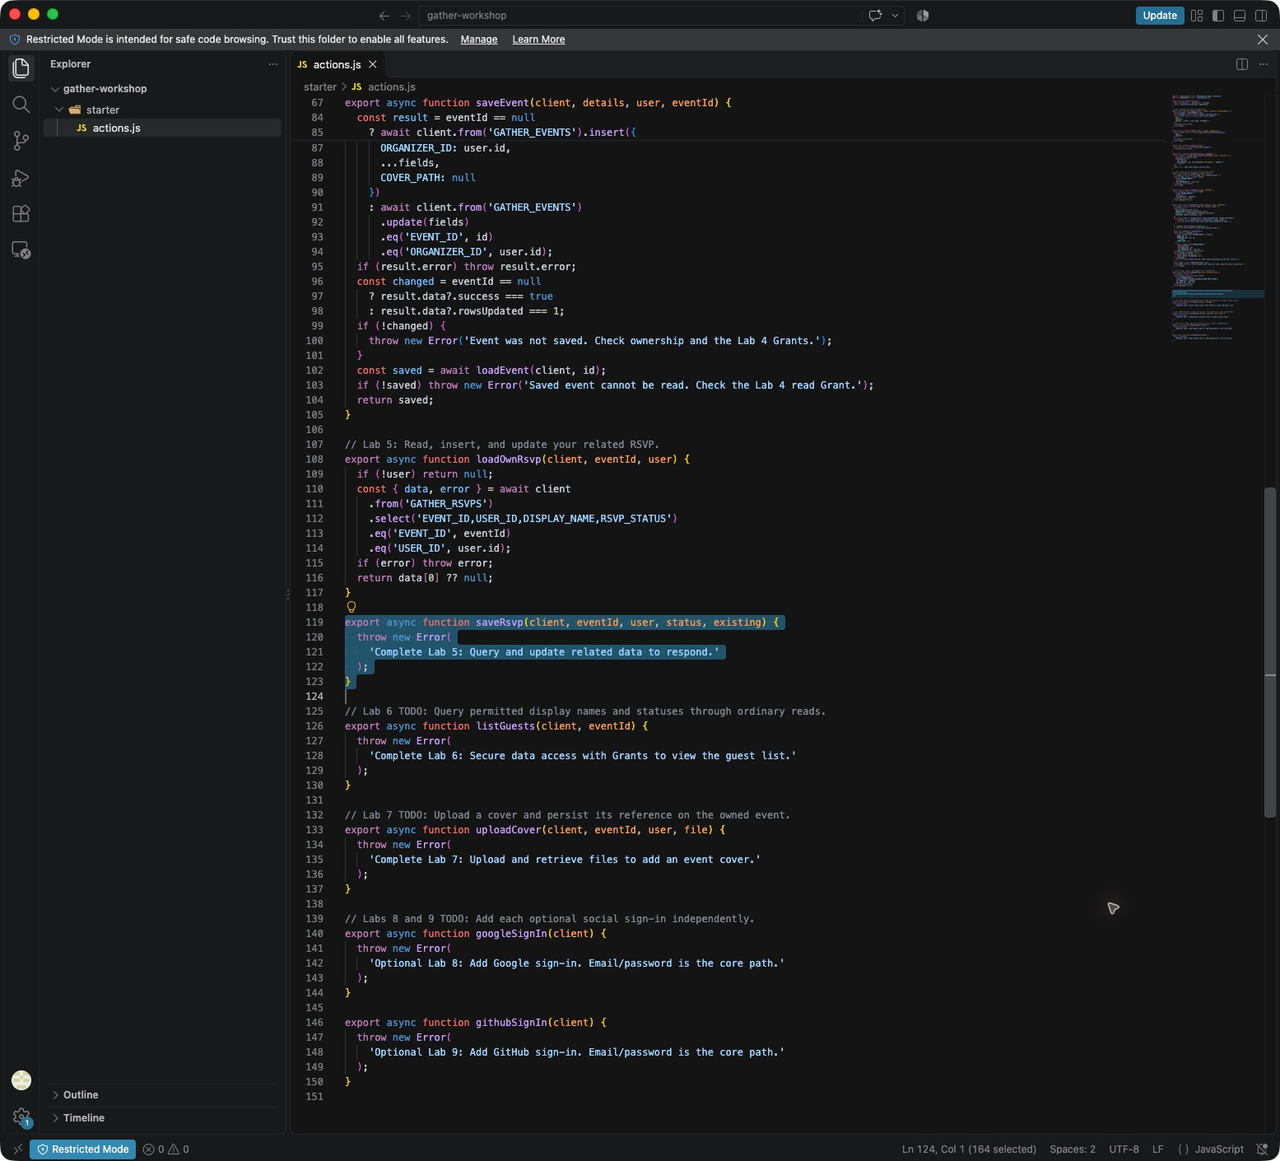 gather-workshop
Update
Restricted Mode is intended for safe code browsing. Trust this folder to enable all features. Manage Learn More
Explorer
gather-workshop
starter
JS actions.js
JS actions.js
starter > JS actions.js
67 export async function saveEvent(client, details, user, eventId) {
84 const result = eventId == null
85 ? await client.from('GATHER_EVENTS').insert({
87 ORGANIZER_ID: user.id,
88 ...fields,
89 COVER_PATH: null
90 })
91 : await client.from('GATHER_EVENTS')
92 .update(fields)
93 .eq('EVENT_ID', id)
94 .eq('ORGANIZER_ID', user.id);
95 if (result.error) throw result.error;
96 const changed = eventId == null
97 ? result.data?.success === true
98 : result.data?.rowsUpdated === 1;
99 if (!changed) {
100 throw new Error('Event was not saved. Check ownership and the Lab 4 Grants.');
101 }
102 const saved = await loadEvent(client, id);
103 if (!saved) throw new Error('Saved event cannot be read. Check the Lab 4 read Grant.');
104 return saved;
105 }
106
107 // Lab 5: Read, insert, and update your related RSVP.
108 export async function loadOwnRsvp(client, eventId, user) {
109 if (!user) return null;
110 const { data, error } = await client
111 .from('GATHER_RSVPS')
112 .select('EVENT_ID,USER_ID,DISPLAY_NAME,RSVP_STATUS')
113 .eq('EVENT_ID', eventId)
114 .eq('USER_ID', user.id);
115 if (error) throw error;
116 return data[0] ?? null;
117 }
118
119 export async function saveRsvp(client, eventId, user, status, existing) {
120 throw new Error(
121 'Complete Lab 5: Query and update related data to respond.'
122 );
123 }
124
125 // Lab 6 TODO: Query permitted display names and statuses through ordinary reads.
126 export async function listGuests(client, eventId) {
127 throw new Error(
128 'Complete Lab 6: Secure data access with Grants to view the guest list.'
129 );
130 }
131
132 // Lab 7 TODO: Upload a cover and persist its reference on the owned event.
133 export async function uploadCover(client, eventId, user, file) {
134 throw new Error(
135 'Complete Lab 7: Upload and retrieve files to add an event cover.'
136 );
137 }
138
139 // Labs 8 and 9 TODO: Add each optional social sign-in independently.
140 export async function googleSignIn(client) {
141 throw new Error(
142 'Optional Lab 8: Add Google sign-in. Email/password is the core path.'
143 );
144 }
145
146 export async function githubSignIn(client) {
147 throw new Error(
148 'Optional Lab 9: Add GitHub sign-in. Email/password is the core path.'
149 );
150 }
151
Outline
Timeline
1
Restricted Mode 0 0 Ln 124, Col 1 (164 selected) Spaces: 2 UTF-8 LF { } JavaScript